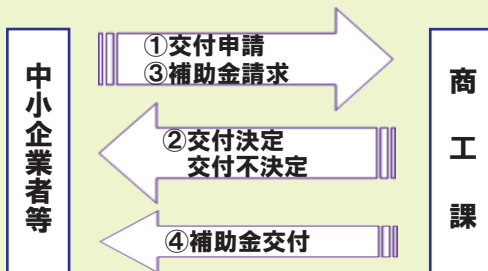 中小企業者等
①交付申請
③補助金請求
②交付決定
交付不決定
④補助金交付
商工課